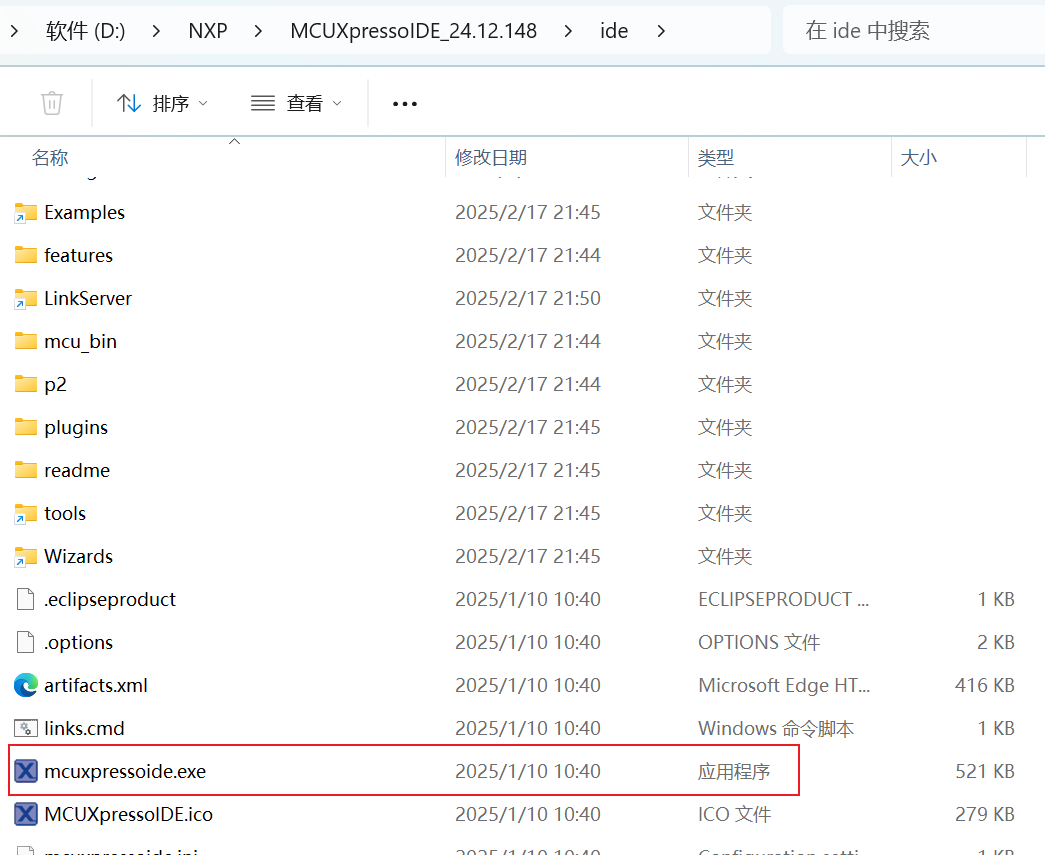 软件 (D:) NXP MCUXpressoIDE_24.12.148 ide 在 ide 中搜索
排序 查看
名称 修改日期 类型 大小
Examples 2025/2/17 21:45 文件夹
features 2025/2/17 21:44 文件夹
LinkServer 2025/2/17 21:50 文件夹
mcu_bin 2025/2/17 21:44 文件夹
p2 2025/2/17 21:44 文件夹
plugins 2025/2/17 21:45 文件夹
readme 2025/2/17 21:45 文件夹
tools 2025/2/17 21:45 文件夹
Wizards 2025/2/17 21:45 文件夹
.eclipseproduct 2025/1/10 10:40 ECLIPSEPRODUCT ... 1 KB
.options 2025/1/10 10:40 OPTIONS 文件 2 KB
artifacts.xml 2025/1/10 10:40 Microsoft Edge HT... 416 KB
links.cmd 2025/1/10 10:40 Windows 命令脚本 1 KB
mcuxpressoide.exe 2025/1/10 10:40 应用程序 521 KB
MCUXpressoIDE.ico 2025/1/10 10:40 ICO 文件 279 KB
mcuxpressoide.ini 2025/1/10 10:40 Configuration setti... 1 KB